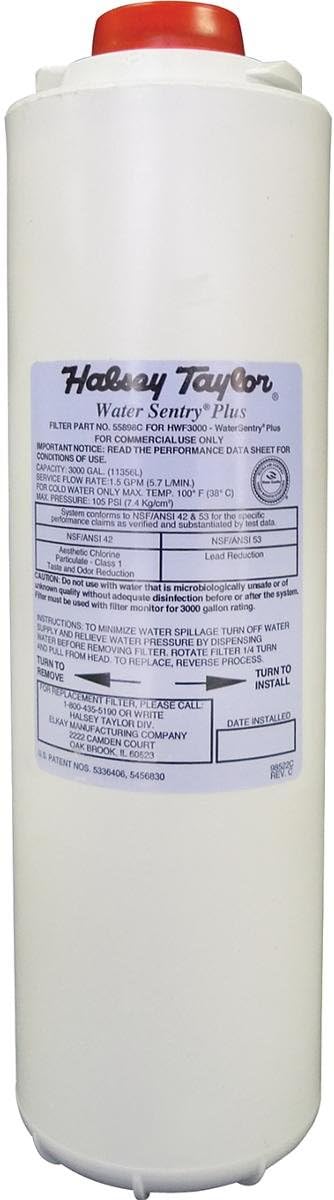 Halsey Taylor®
Water Sentry® Plus
FILTER PART NO. 55898C FOR HWF3000 - WaterSentry® Plus
FOR COMMERCIAL USE ONLY
IMPORTANT NOTICE: READ THE PERFORMANCE DATA SHEET FOR
CONDITIONS OF USE.
CAPACITY: 3000 GAL. (11356L)
SERVICE FLOW RATE:1.5 GPM (5.7 L/MIN.)
FOR COLD WATER ONLY MAX. TEMP. 100° F (38° C)
MAX. PRESSURE: 105 PSI (7.4 Kg/cm²)
System conforms to NSF/ANSI 42 & 53 for the specific
performance claims as verified and substantiated by test data.
NSF/ANSI 42 NSF/ANSI 53
Aesthetic Chlorine Lead Reduction
Particulate - Class 1
Taste and Odor Reduction
CAUTION: Do not use with water that is microbiologically unsafe or of
unknown quality without adequate disinfection before or after the system.
Filter must be used with filter monitor for 3000 gallon rating.
INSTRUCTIONS: TO MINIMIZE WATER SPILLAGE TURN OFF WATER
SUPPLY AND RELIEVE WATER PRESSURE BY DISPENSING
WATER BEFORE REMOVING FILTER. ROTATE FILTER 1/4 TURN
AND PULL FROM HEAD. TO REPLACE, REVERSE PROCESS.
TURN TO
REMOVE
TURN TO
INSTALL
FOR REPLACEMENT FILTER, PLEASE CALL:
1-800-435-5190 OR WRITE
HALSEY TAYLOR DIV.
ELKAY MANUFACTURING COMPANY
2222 CAMDEN COURT
OAK BROOK, IL 60523
DATE INSTALLED
U.S. PATENT NOS. 5336406, 5456830
98522C
REV. C